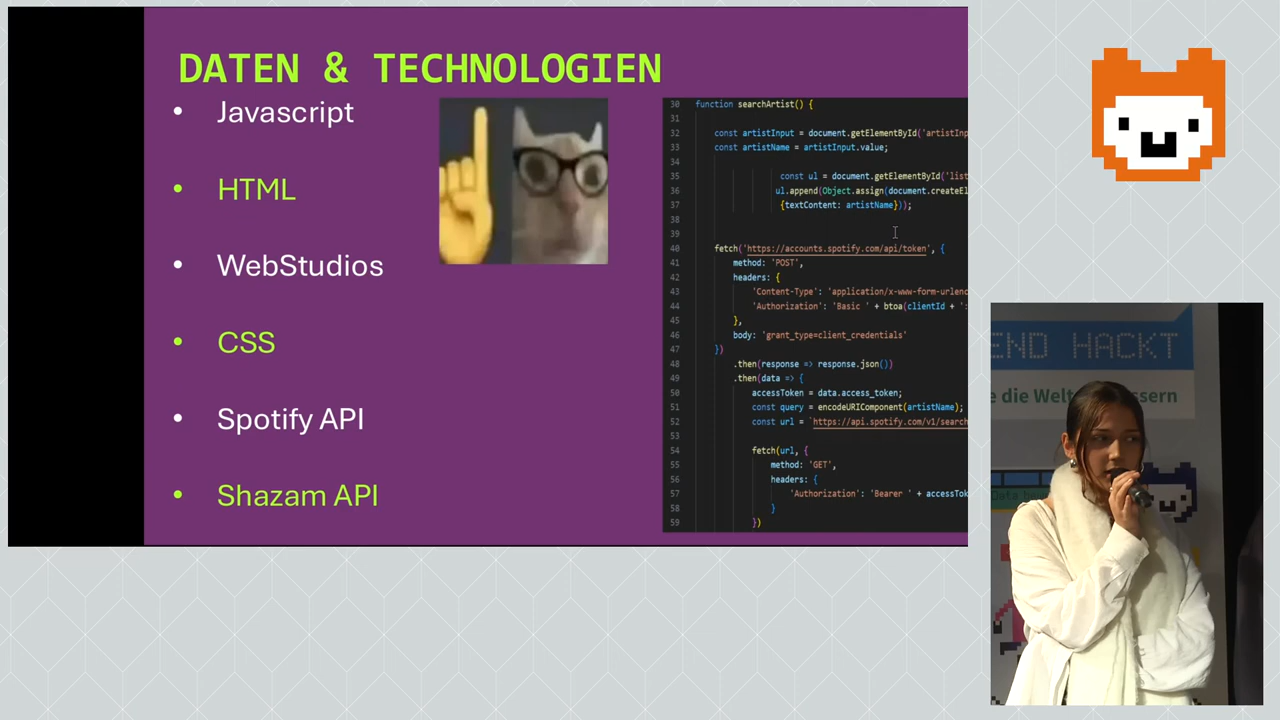 DATEN & TECHNOLOGIEN
• Javascript
• HTML
• WebStudios
• CSS
• Spotify API
• Shazam API
30 function searchArtist() {
31
32 const artistInput = document.getElementById('artistInp
33 const artistName = artistInput.value;
34
35 const ul = document.getElementById('list
36 ul.append(Object.assign(document.createEl
37 {textContent: artistName}));
38
39
40 fetch('https://accounts.spotify.com/api/token', {
41 method: 'POST',
42 headers: {
43 'Content-Type': 'application/x-www-form-urlenc
44 'Authorization': 'Basic ' + btoa(clientId + ':
45 },
46 body: 'grant_type=client_credentials'
47 })
48 .then(response => response.json())
49 .then(data => {
50 accessToken = data.access_token;
51 const query = encodeURIComponent(artistName);
52 const url = `https://api.spotify.com/v1/search
53
54 fetch(url, {
55 method: 'GET',
56 headers: {
57 'Authorization': 'Bearer ' + accessTok
58 }
59 })
END HACKT
e die Welt
ssern